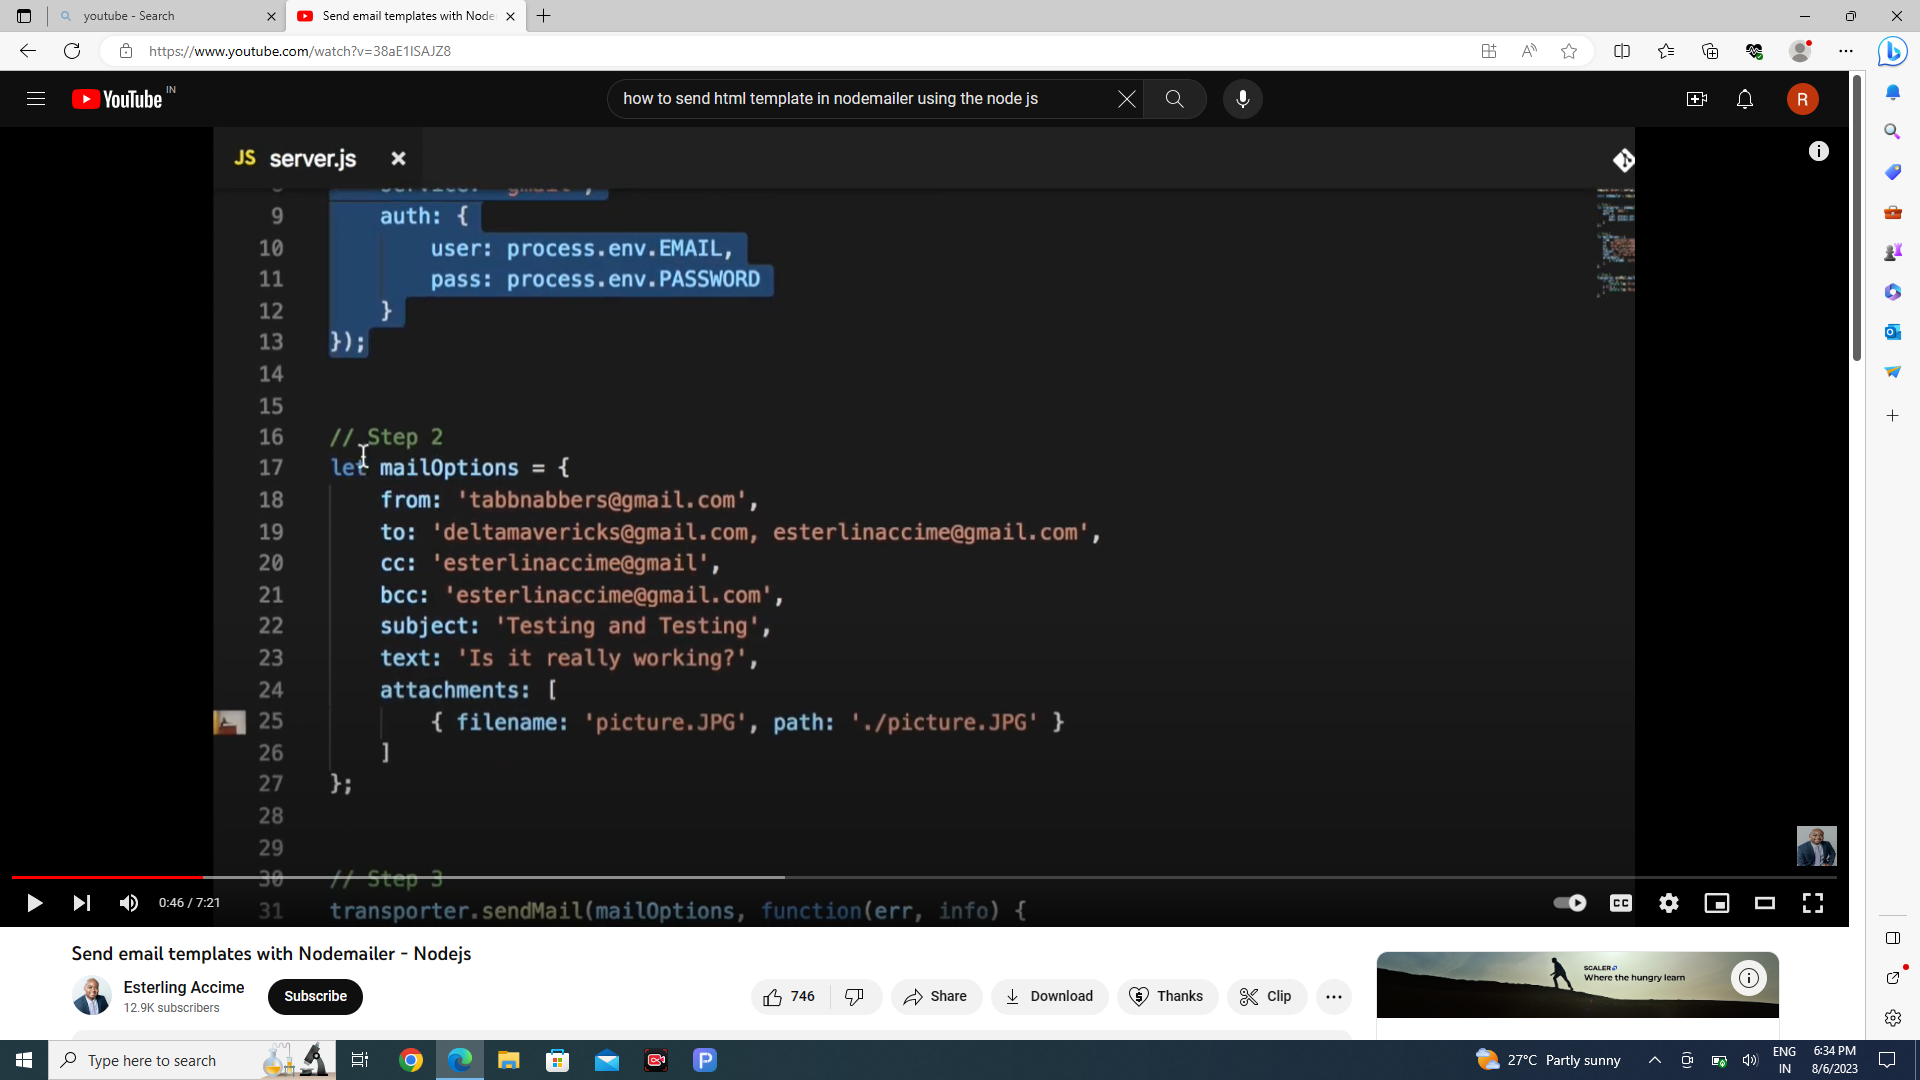 youtube - Search
Send email templates with Node
https://www.youtube.com/watch?v=38aE1lSAJZ8
YouTube IN
how to send html template in nodemailer using the node js
R
JS server.js
8 service: 'gmail',
9 auth: {
10 user: process.env.EMAIL,
11 pass: process.env.PASSWORD
12 }
13 });
14
15
16 // Step 2
17 let mailOptions = {
18 from: 'tabbnabbers@gmail.com',
19 to: 'deltamavericks@gmail.com, esterlinaccime@gmail.com',
20 cc: 'esterlinaccime@gmail',
21 bcc: 'esterlinaccime@gmail.com',
22 subject: 'Testing and Testing',
23 text: 'Is it really working?',
24 attachments: [
25 { filename: 'picture.JPG', path: './picture.JPG' }
26 ]
27 };
28
29
30 // Step 3
31 transporter.sendMail(mailOptions, function(err, info) {
0:46 / 7:21
CC
Send email templates with Nodemailer - Nodejs
Esterling Accime
12.9K subscribers
Subscribe
746
Share
Download
Thanks
Clip
SCALER
Where the hungry learn
Type here to search
27°C Partly sunny
ENG
IN
6:34 PM
8/6/2023